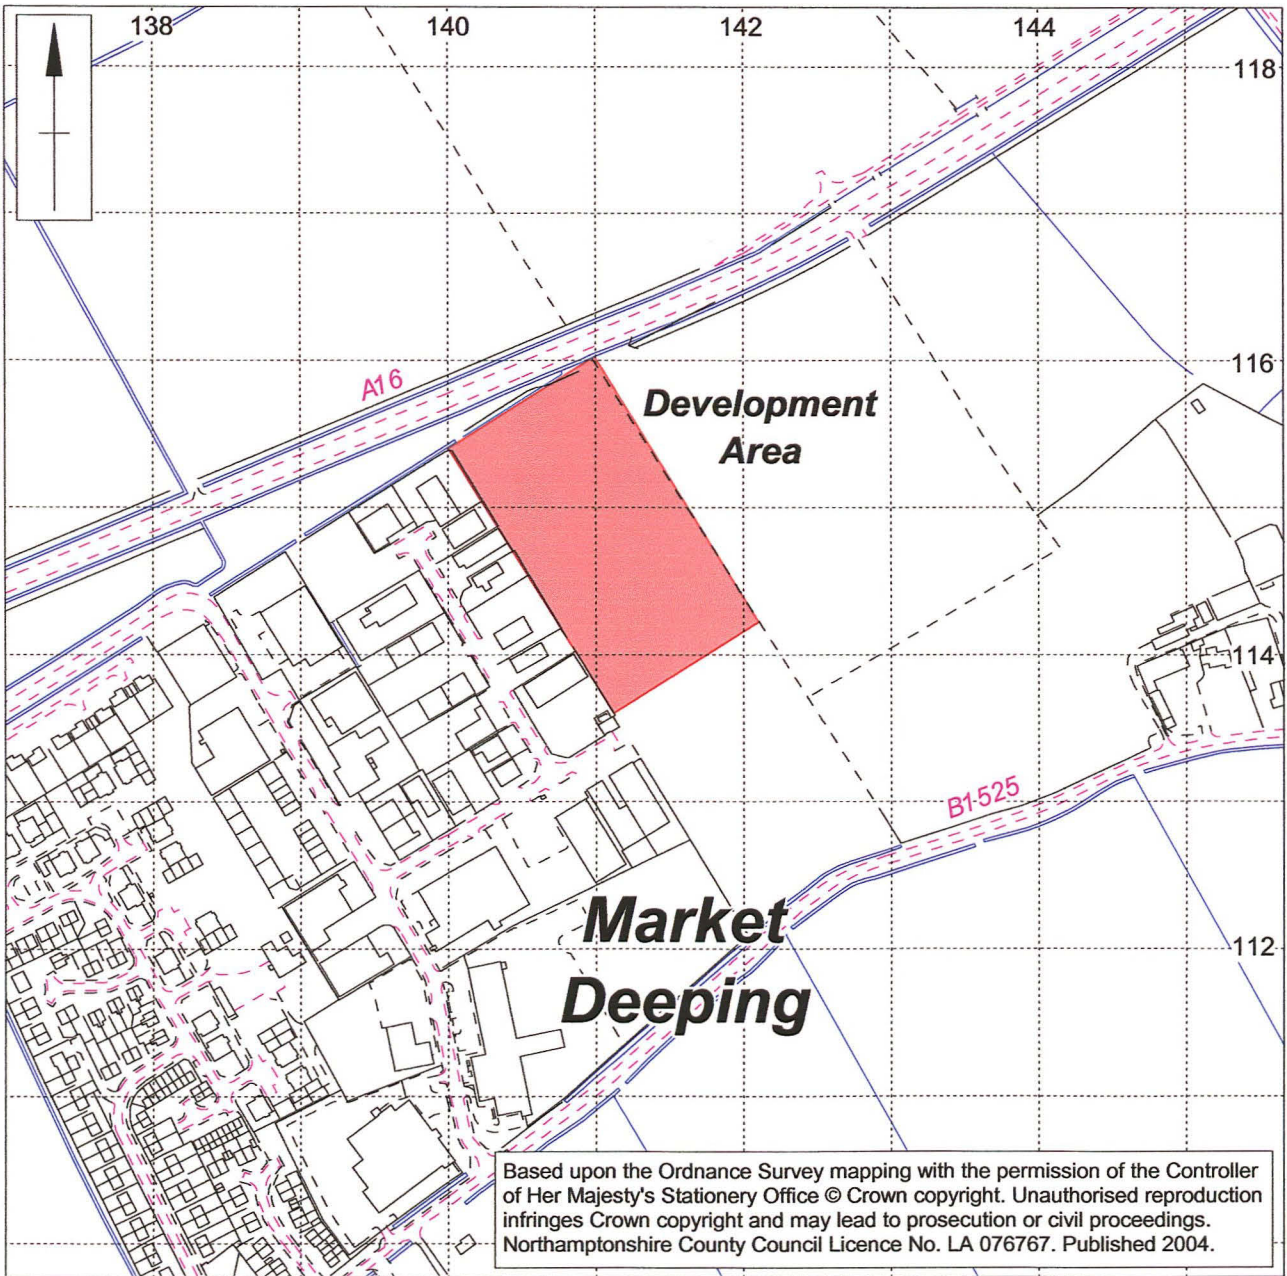 138 140 142 144
118
A16
116
Development
Area
114
B1525
Market
Deeping
112
Based upon the Ordnance Survey mapping with the permission of the Controller
of Her Majesty's Stationery Office © Crown copyright. Unauthorised reproduction
infringes Crown copyright and may lead to prosecution or civil proceedings.
Northamptonshire County Council Licence No. LA 076767. Published 2004.